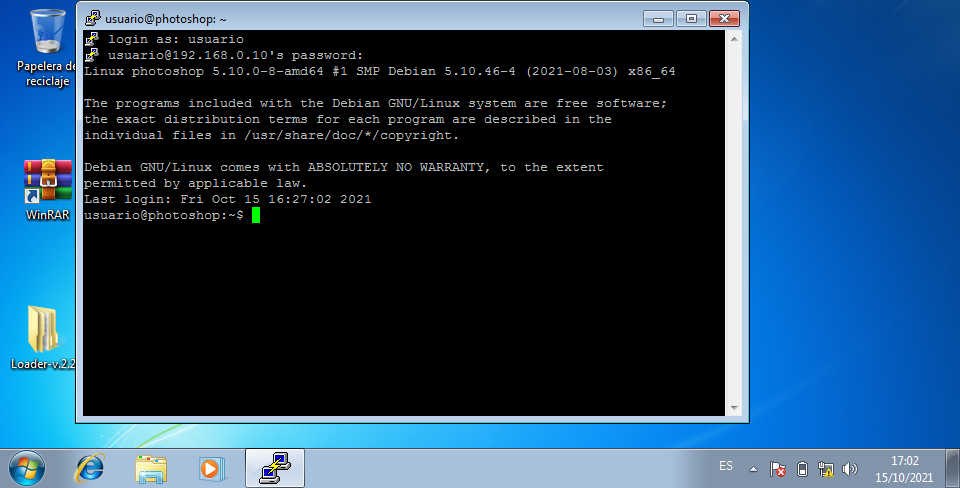 usuario@photoshop: ~
login as: usuario
usuario@192.168.0.10's password:
Linux photoshop 5.10.0-8-amd64 #1 SMP Debian 5.10.46-4 (2021-08-03) x86_64
The programs included with the Debian GNU/Linux system are free software;
the exact distribution terms for each program are described in the
individual files in /usr/share/doc/*/copyright.
Debian GNU/Linux comes with ABSOLUTELY NO WARRANTY, to the extent
permitted by applicable law.
Last login: Fri Oct 15 16:27:02 2021
usuario@photoshop:~$
Papelera de
reciclaje
WinRAR
Loader-v.2.2
ES
17:02
15/10/2021